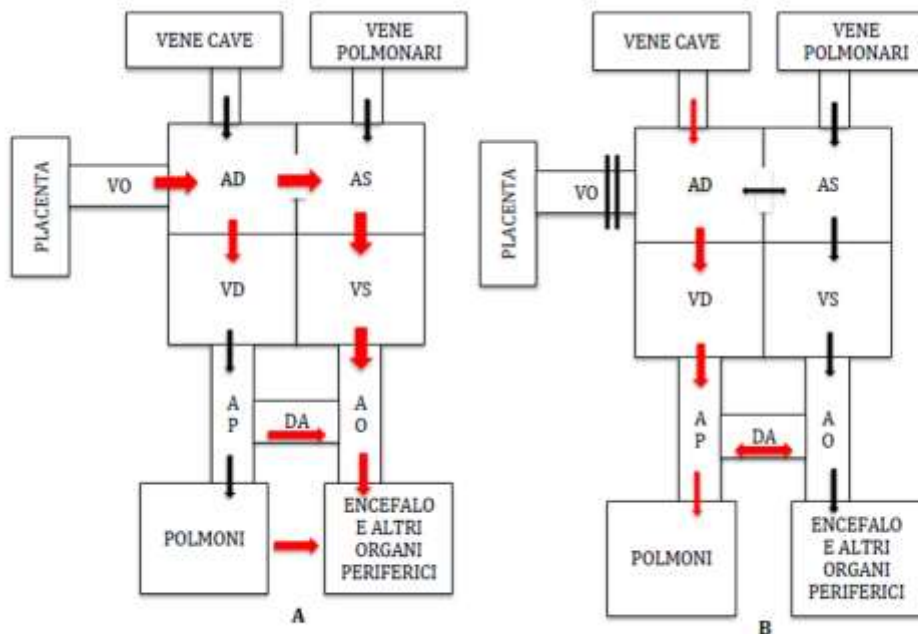 VENE CAVE
VENE
POLMONARI
PLACENTA
VO
AD
AS
VD
VS
A
P
DA
A
O
POLMONI
ENCEFALO
E ALTRI
ORGANI
PERIFERICI
A
VENE CAVE
VENE
POLMONARI
PLACENTA
VO
AD
AS
VD
VS
A
P
DA
A
O
POLMONI
ENCEFALO
E ALTRI
ORGANI
PERIFERICI
B